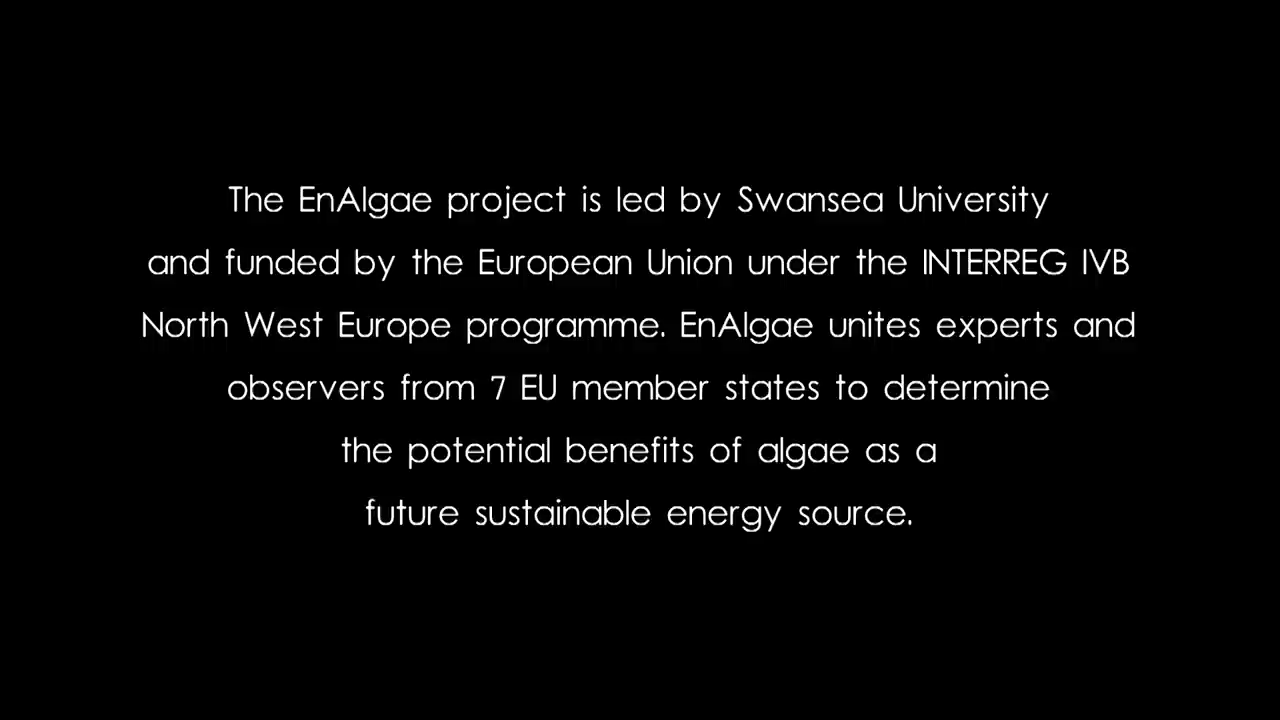 The EnAlgae project is led by Swansea University
and funded by the European Union under the INTERREG IVB
North West Europe programme. EnAlgae unites experts and
observers from 7 EU member states to determine
the potential benefits of algae as a
future sustainable energy source.